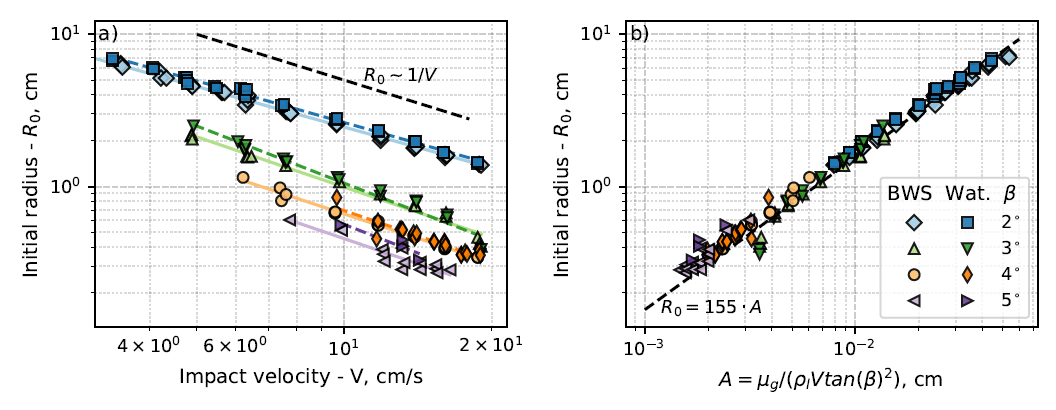 a)
10¹
10⁰
Initial radius - R₀, cm
R₀ ~ 1/V
4 × 10⁰
6 × 10⁰
10¹
2 × 10¹
Impact velocity - V, cm/s
b)
10¹
10⁰
Initial radius - R₀, cm
BWS Wat. β
2°
3°
4°
5°
R₀ = 155 · A
10⁻³
10⁻²
A = μ_g/(ρ_lVtan(β)²), cm